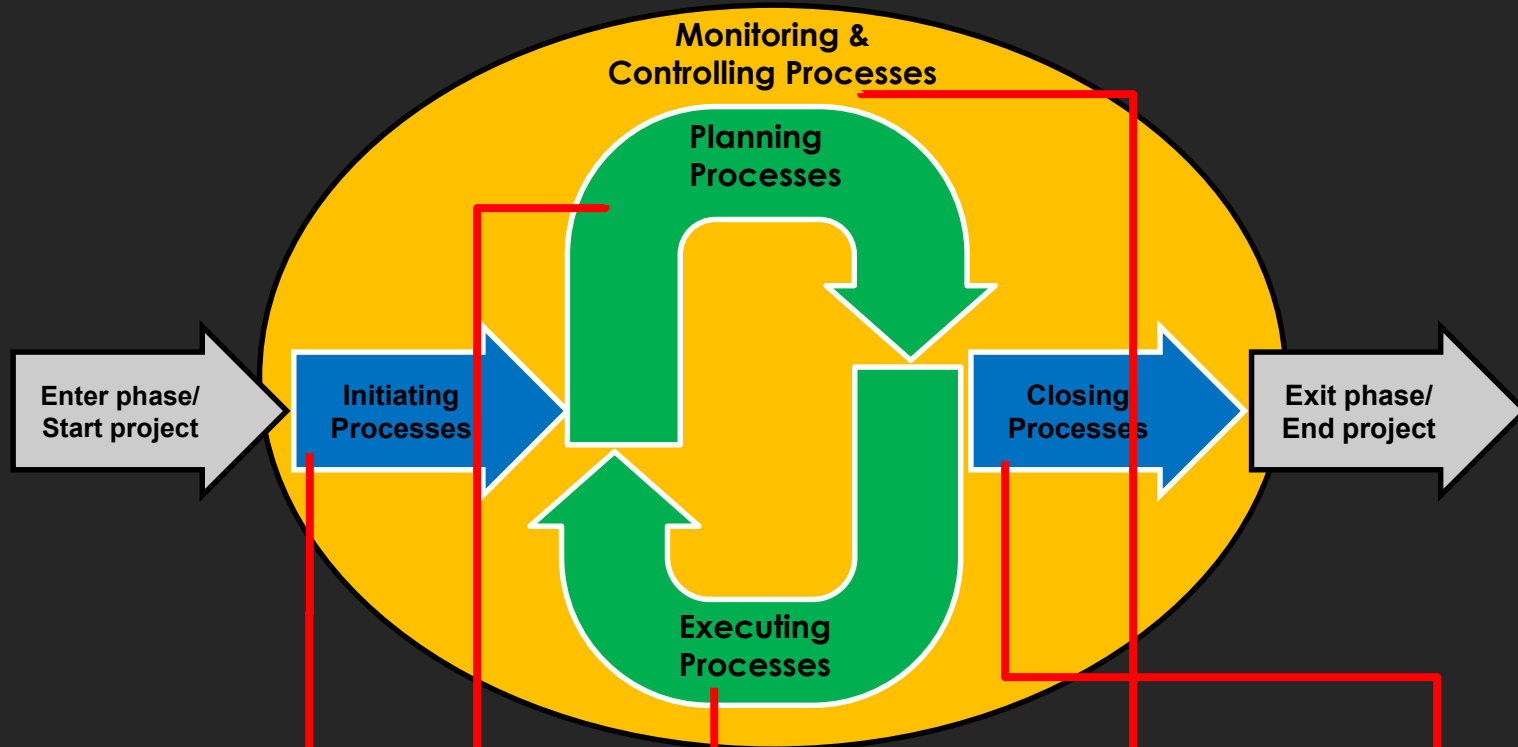 Monitoring &
Controlling Processes
Planning
Processes
Enter phase/
Start project
Initiating
Processes
Closing
Processes
Exit phase/
End project
Executing
Processes